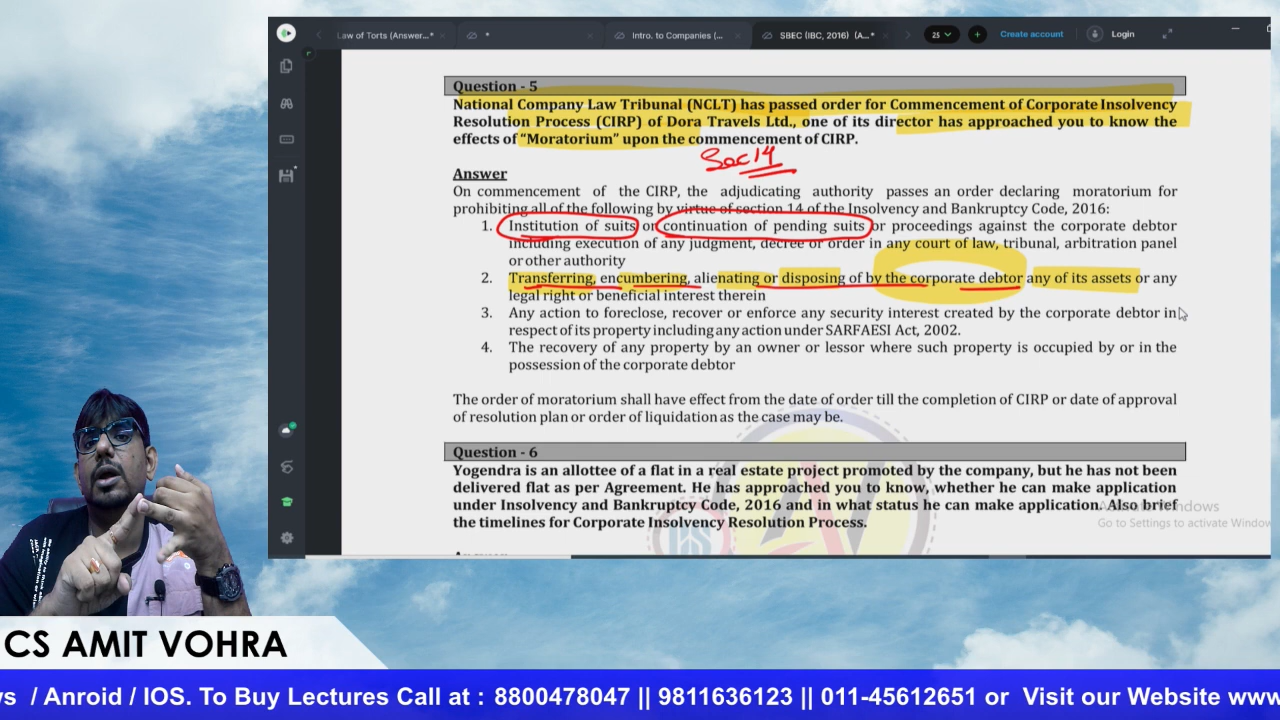 Law of Torts (Answer...*
*
Intro. to Companies (...
SBEC (IBC, 2016) (A...*
25
Create account
Login
Question - 5
National Company Law Tribunal (NCLT) has passed order for Commencement of Corporate Insolvency
Resolution Process (CIRP) of Dora Travels Ltd., one of its director has approached you to know the
effects of “Moratorium” upon the commencement of CIRP.
Sec 14
Answer
On commencement of the CIRP, the adjudicating authority passes an order declaring moratorium for
prohibiting all of the following by virtue of section 14 of the Insolvency and Bankruptcy Code, 2016:
1. Institution of suits or continuation of pending suits or proceedings against the corporate debtor
including execution of any judgment, decree or order in any court of law, tribunal, arbitration panel
or other authority
2. Transferring, encumbering, alienating or disposing of by the corporate debtor any of its assets or any
legal right or beneficial interest therein
3. Any action to foreclose, recover or enforce any security interest created by the corporate debtor in
respect of its property including any action under SARFAESI Act, 2002.
4. The recovery of any property by an owner or lessor where such property is occupied by or in the
possession of the corporate debtor
The order of moratorium shall have effect from the date of order till the completion of CIRP or date of approval
of resolution plan or order of liquidation as the case may be.
Question - 6
Yogendra is an allottee of a flat in a real estate project promoted by the company, but he has not been
delivered flat as per Agreement. He has approached you to know, whether he can make application
under Insolvency and Bankruptcy Code, 2016 and in what status he can make application. Also brief
the timelines for Corporate Insolvency Resolution Process.
Go to Settings to activate Window
CS AMIT VOHRA
ws / Anroid / IOS. To Buy Lectures Call at : 8800478047 || 9811636123 || 011-45612651 or Visit our Website www